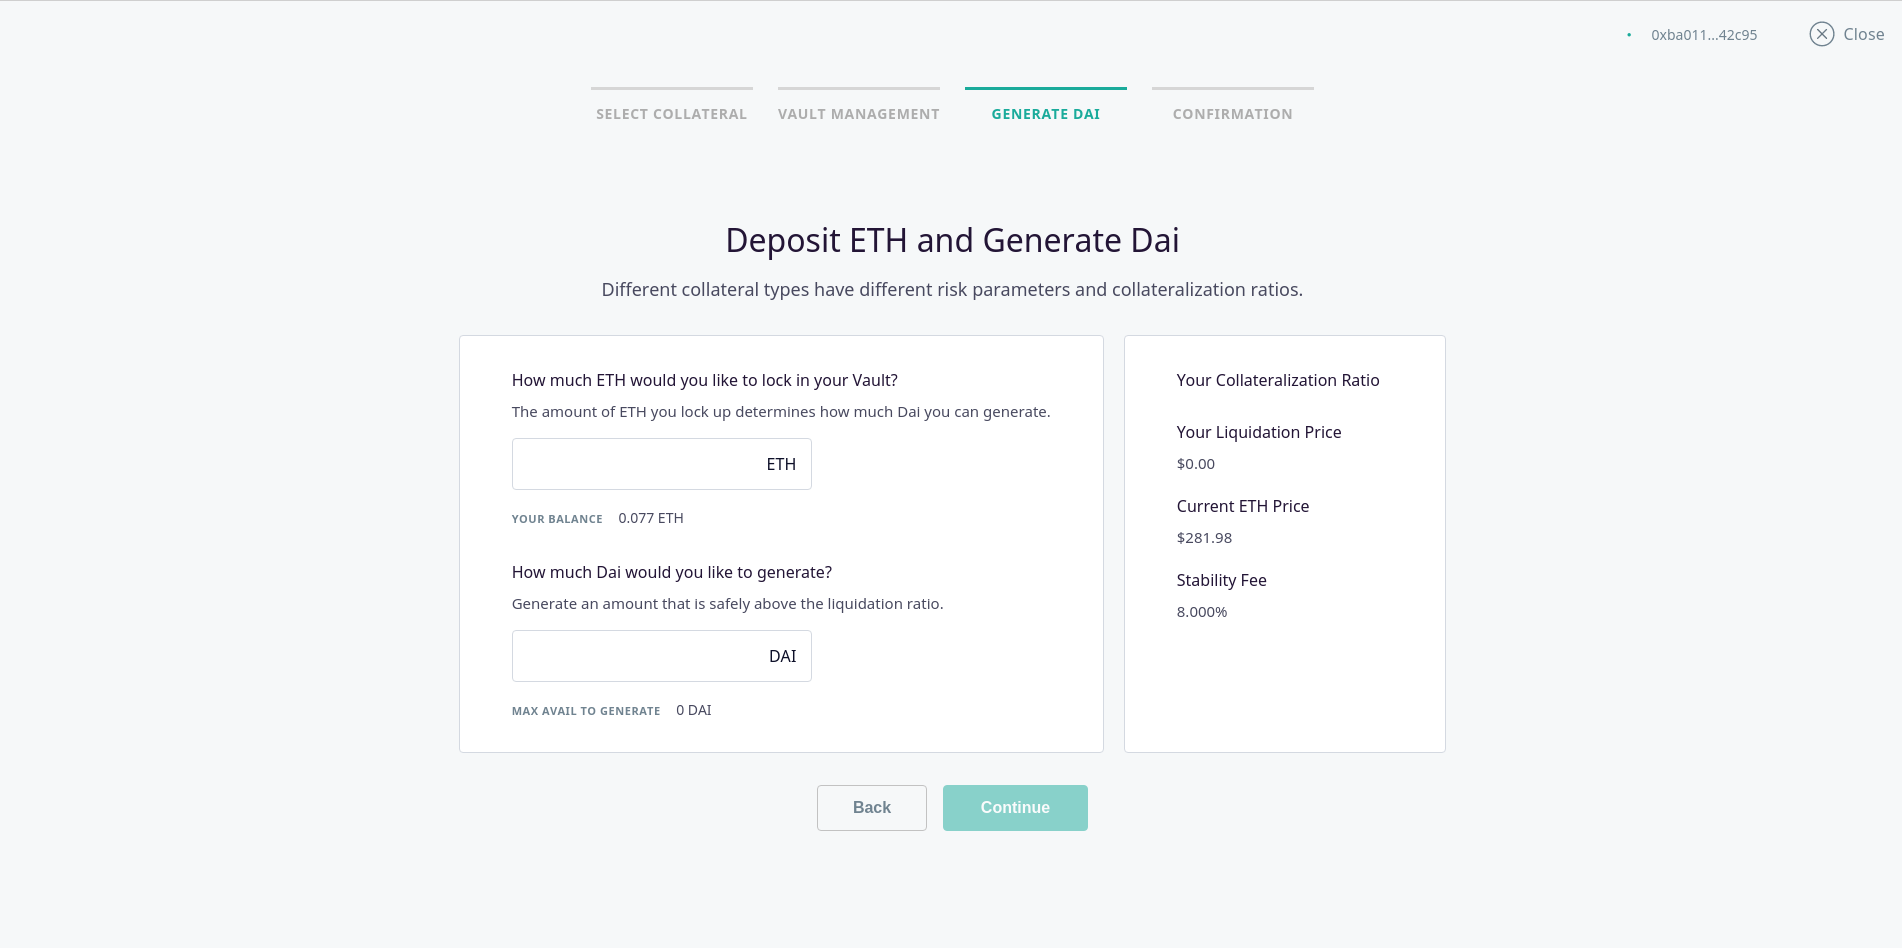 0xba011...42c95
Close
SELECT COLLATERAL
VAULT MANAGEMENT
GENERATE DAI
CONFIRMATION
Deposit ETH and Generate Dai
Different collateral types have different risk parameters and collateralization ratios.
How much ETH would you like to lock in your Vault?
The amount of ETH you lock up determines how much Dai you can generate.
ETH
YOUR BALANCE 0.077 ETH
How much Dai would you like to generate?
Generate an amount that is safely above the liquidation ratio.
DAI
MAX AVAIL TO GENERATE 0 DAI
Your Collateralization Ratio
Your Liquidation Price
$0.00
Current ETH Price
$281.98
Stability Fee
8.000%
Back
Continue